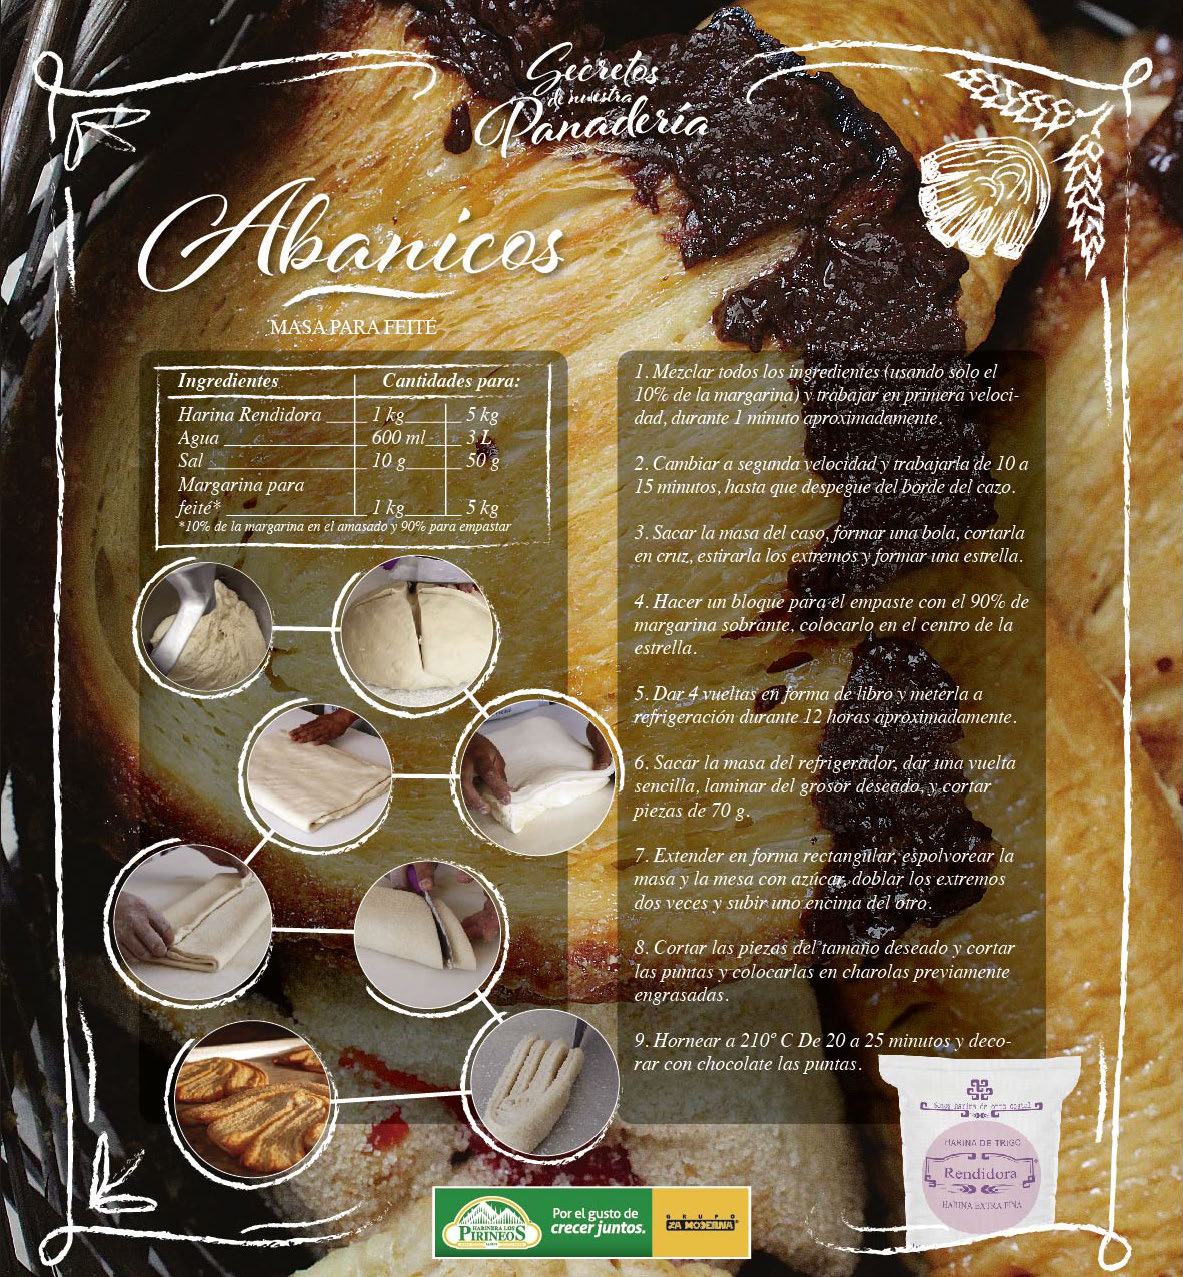 Secretos
de nuestra
Panadería
Abanicos
MASA PARA FEITÉ
Ingredientes Cantidades para:
Harina Rendidora 1 kg 5 kg
Agua 600 ml 3 L
Sal 10 g 50 g
Margarina para
feité* 1 kg 5 kg
*10% de la margarina en el amasado y 90% para empastar
1. Mezclar todos los ingredientes (usando solo el
10% de la margarina) y trabajar en primera veloci-
dad, durante 1 minuto aproximadamente.
2. Cambiar a segunda velocidad y trabajarla de 10 a
15 minutos, hasta que despegue del borde del cazo.
3. Sacar la masa del caso, formar una bola, cortarla
en cruz, estirarla los extremos y formar una estrella.
4. Hacer un bloque para el empaste con el 90% de
margarina sobrante, colocarlo en el centro de la
estrella.
5. Dar 4 vueltas en forma de libro y meterla a
refrigeración durante 12 horas aproximadamente.
6. Sacar la masa del refrigerador, dar una vuelta
sencilla, laminar del grosor deseado, y cortar
piezas de 70 g.
7. Extender en forma rectangular, espolvorear la
masa y la mesa con azúcar, doblar los extremos
dos veces y subir uno encima del otro.
8. Cortar las piezas del tamaño deseado y cortar
las puntas y colocarlas en charolas previamente
engrasadas.
9. Hornear a 210º C De 20 a 25 minutos y deco-
rar con chocolate las puntas.
Somos harina de otro costal
HARINA DE TRIGO
Rendidora
HARINA EXTRA FINA
HARINERA LOS
PIRINEOS
Por el gusto de
crecer juntos.
GRUPO
LA MODERNA